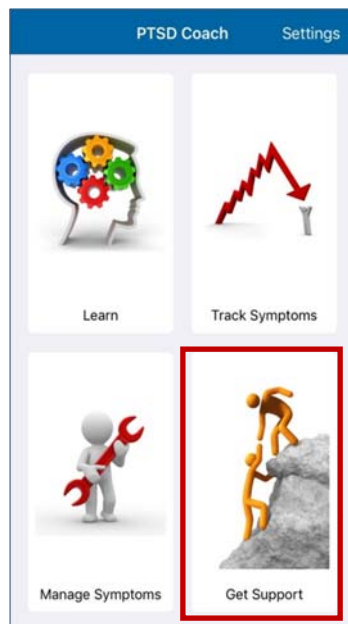 PTSD Coach Settings
Learn Track Symptoms
Manage Symptoms Get Support